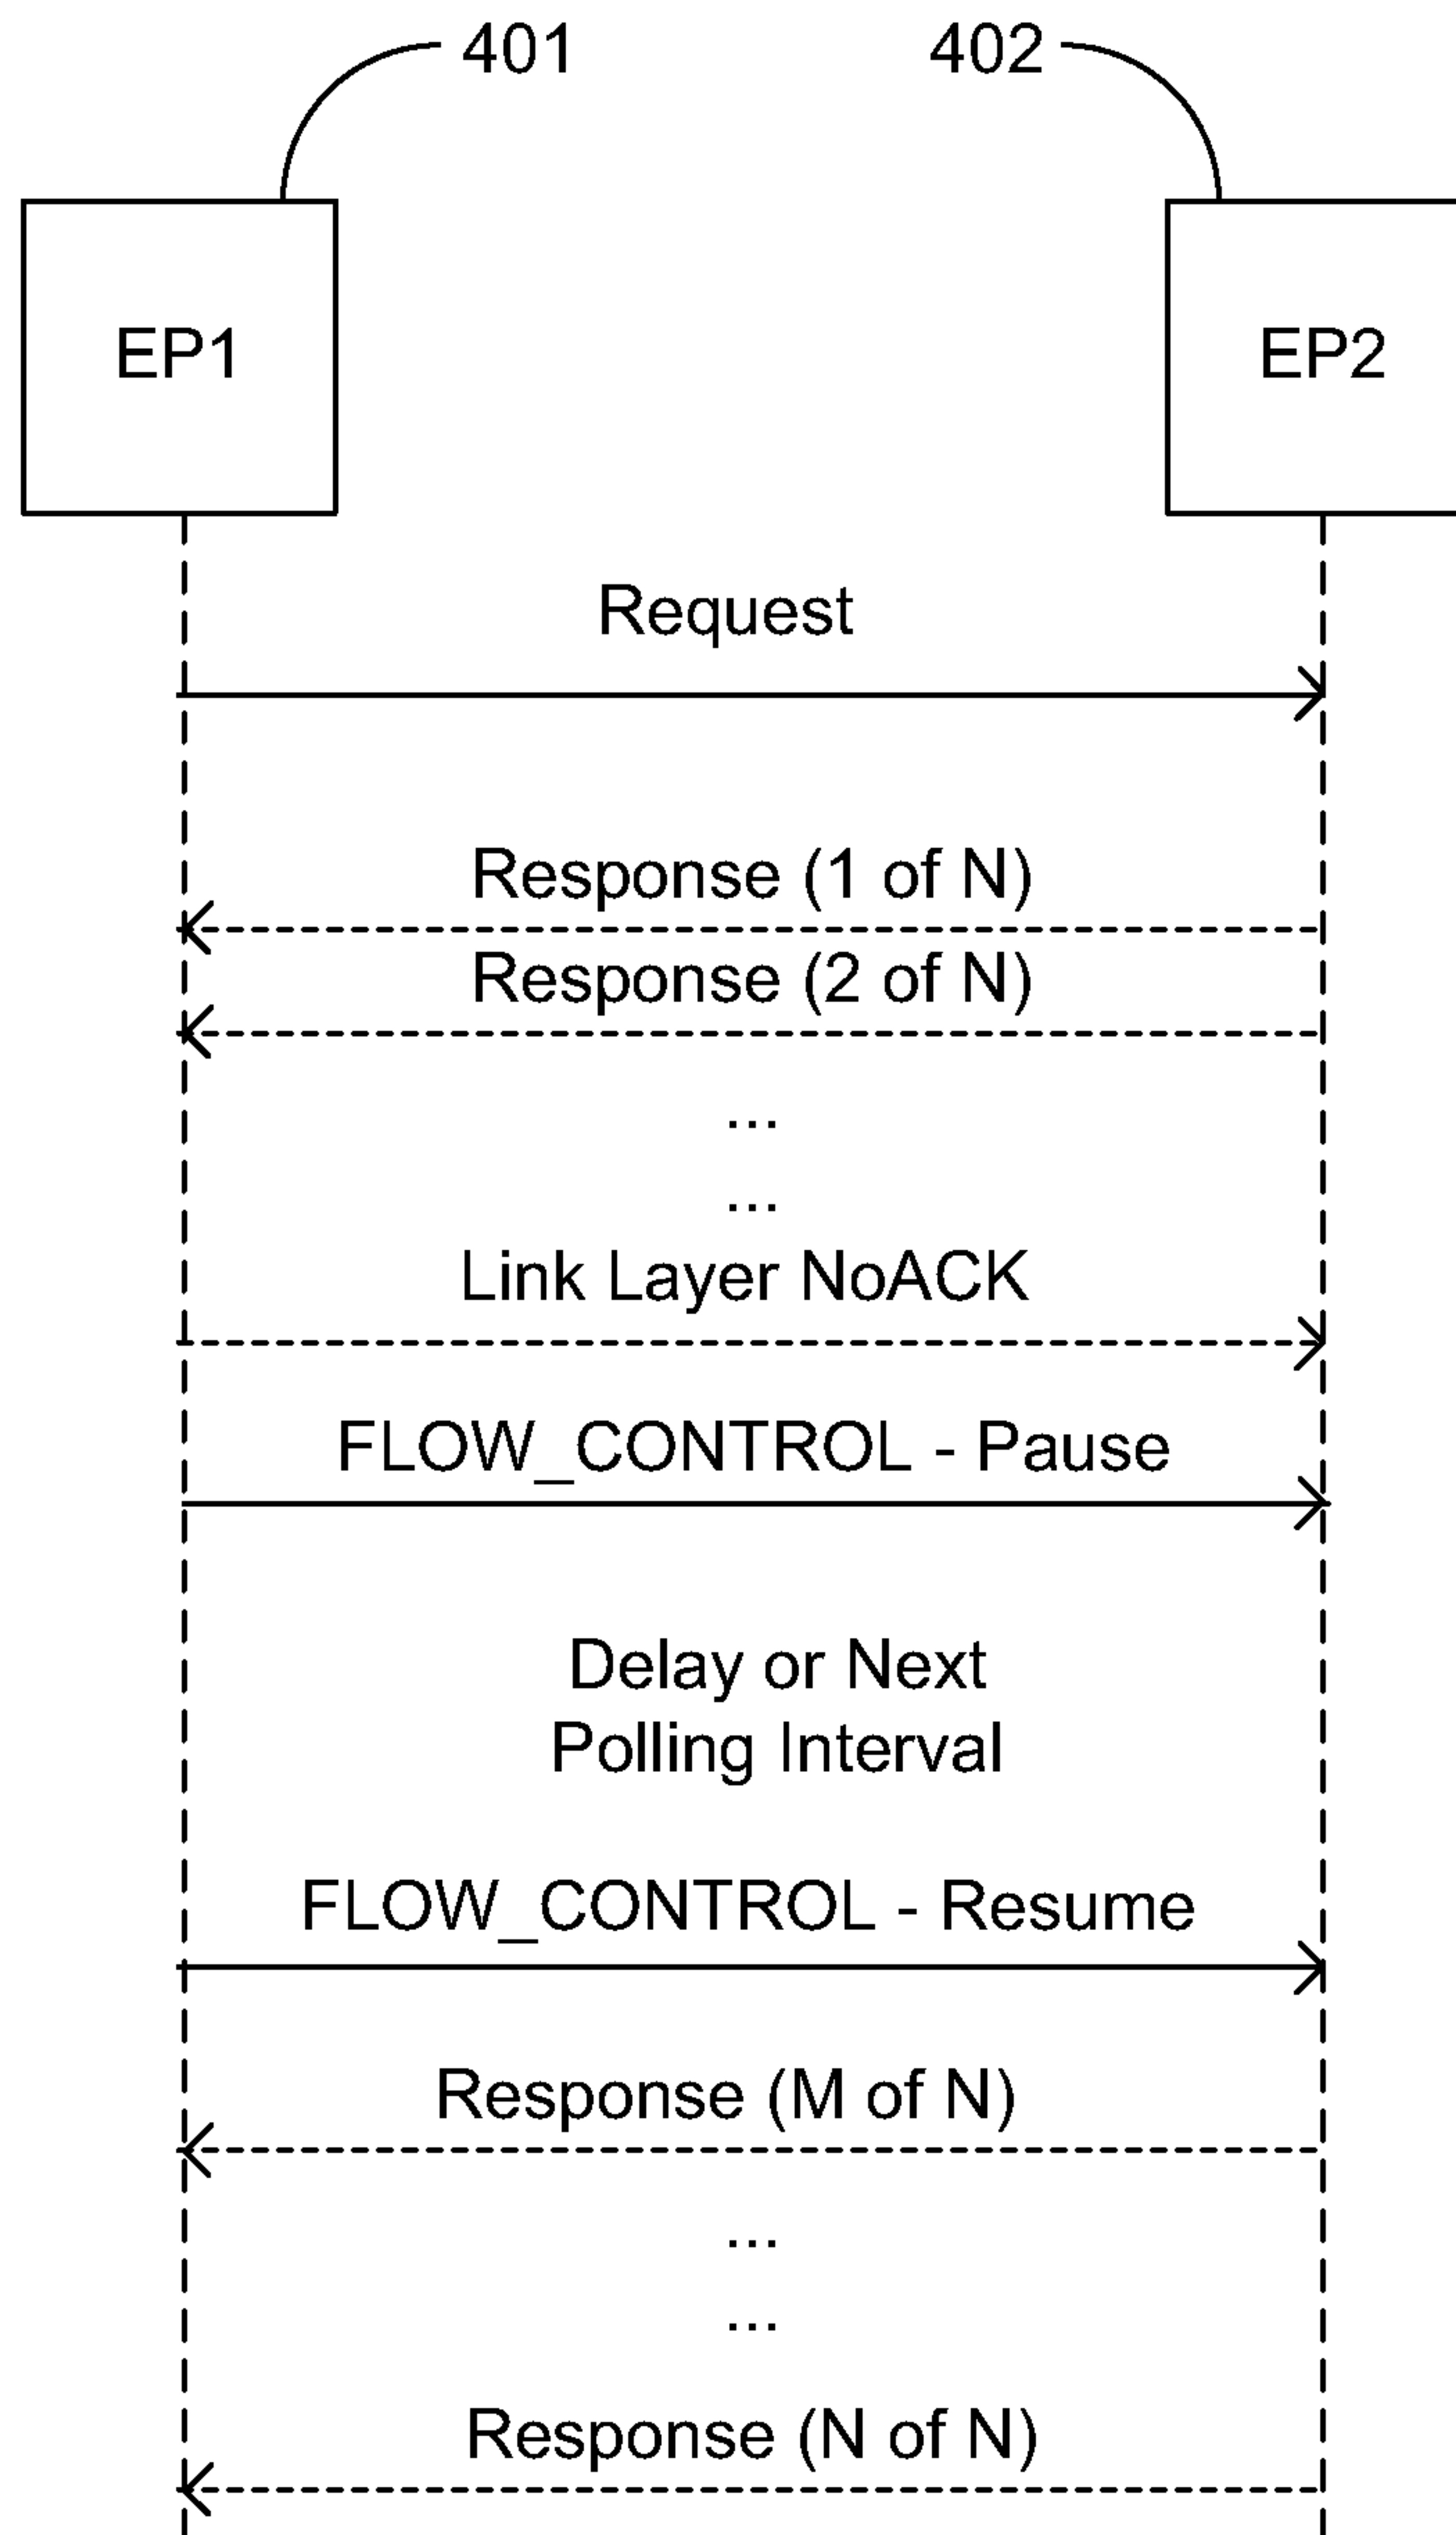 401
402
EP1
EP2
Request
Response (1 of N)
Response (2 of N)
...
...
Link Layer NoACK
FLOW_CONTROL - Pause
Delay or Next
Polling Interval
FLOW_CONTROL - Resume
Response (M of N)
...
...
Response (N of N)